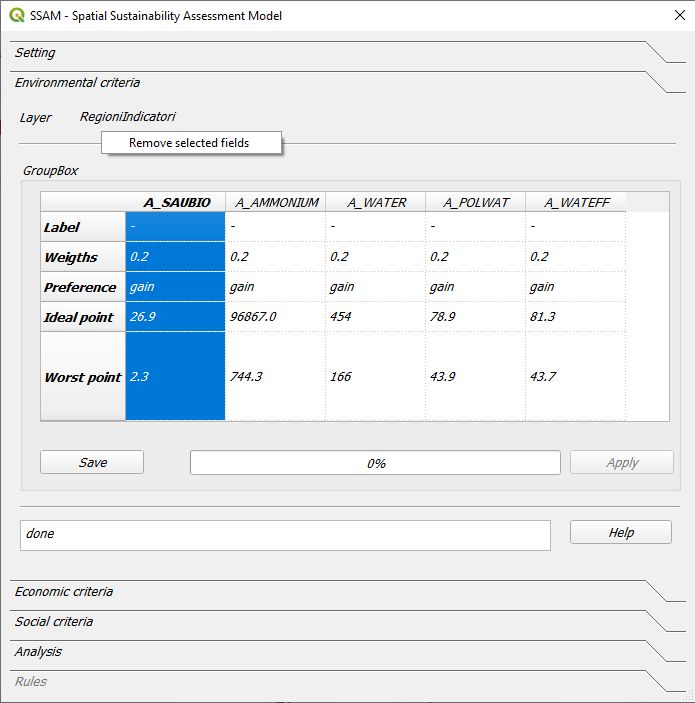 SSAM - Spatial Sustainability Assessment Model
Setting
Environmental criteria
Layer RegioniIndicatori
Remove selected fields
GroupBox
A_SAUBIO A_AMMONIUM A_WATER A_POLWAT A_WATEFF
Label - - - - -
Weigths 0.2 0.2 0.2 0.2 0.2
Preference gain gain gain gain gain
Ideal point 26.9 96867.0 454 78.9 81.3
Worst point 2.3 744.3 166 43.9 43.7
Save 0% Apply
done Help
Economic criteria
Social criteria
Analysis
Rules